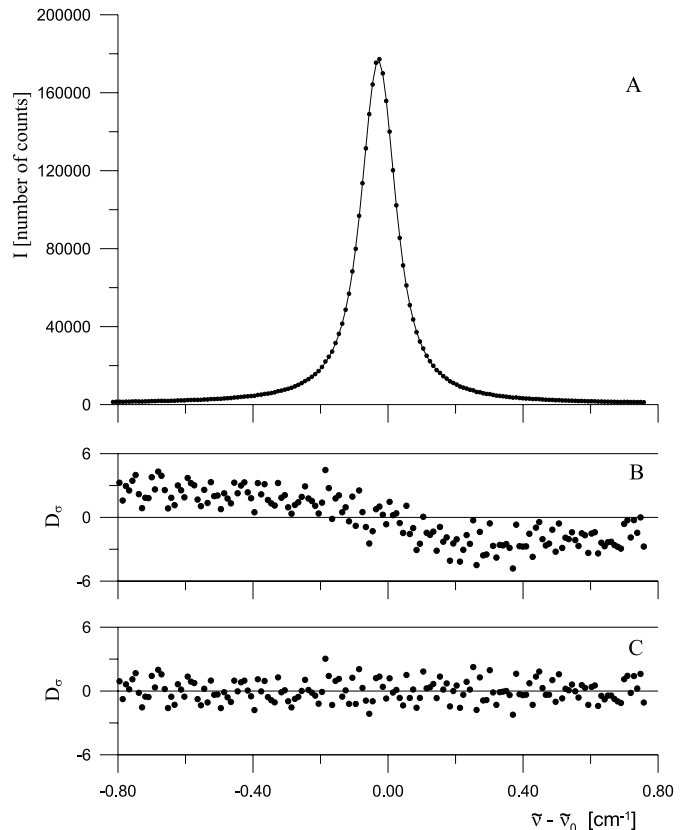 200000
A
160000
120000
80000
40000
0
I [number of counts]
6
B
0
-6
Dσ
6
C
0
-6
Dσ
-0.80 -0.40 0.00 0.40 0.80
ν̃ - ν̃₀ [cm⁻¹]